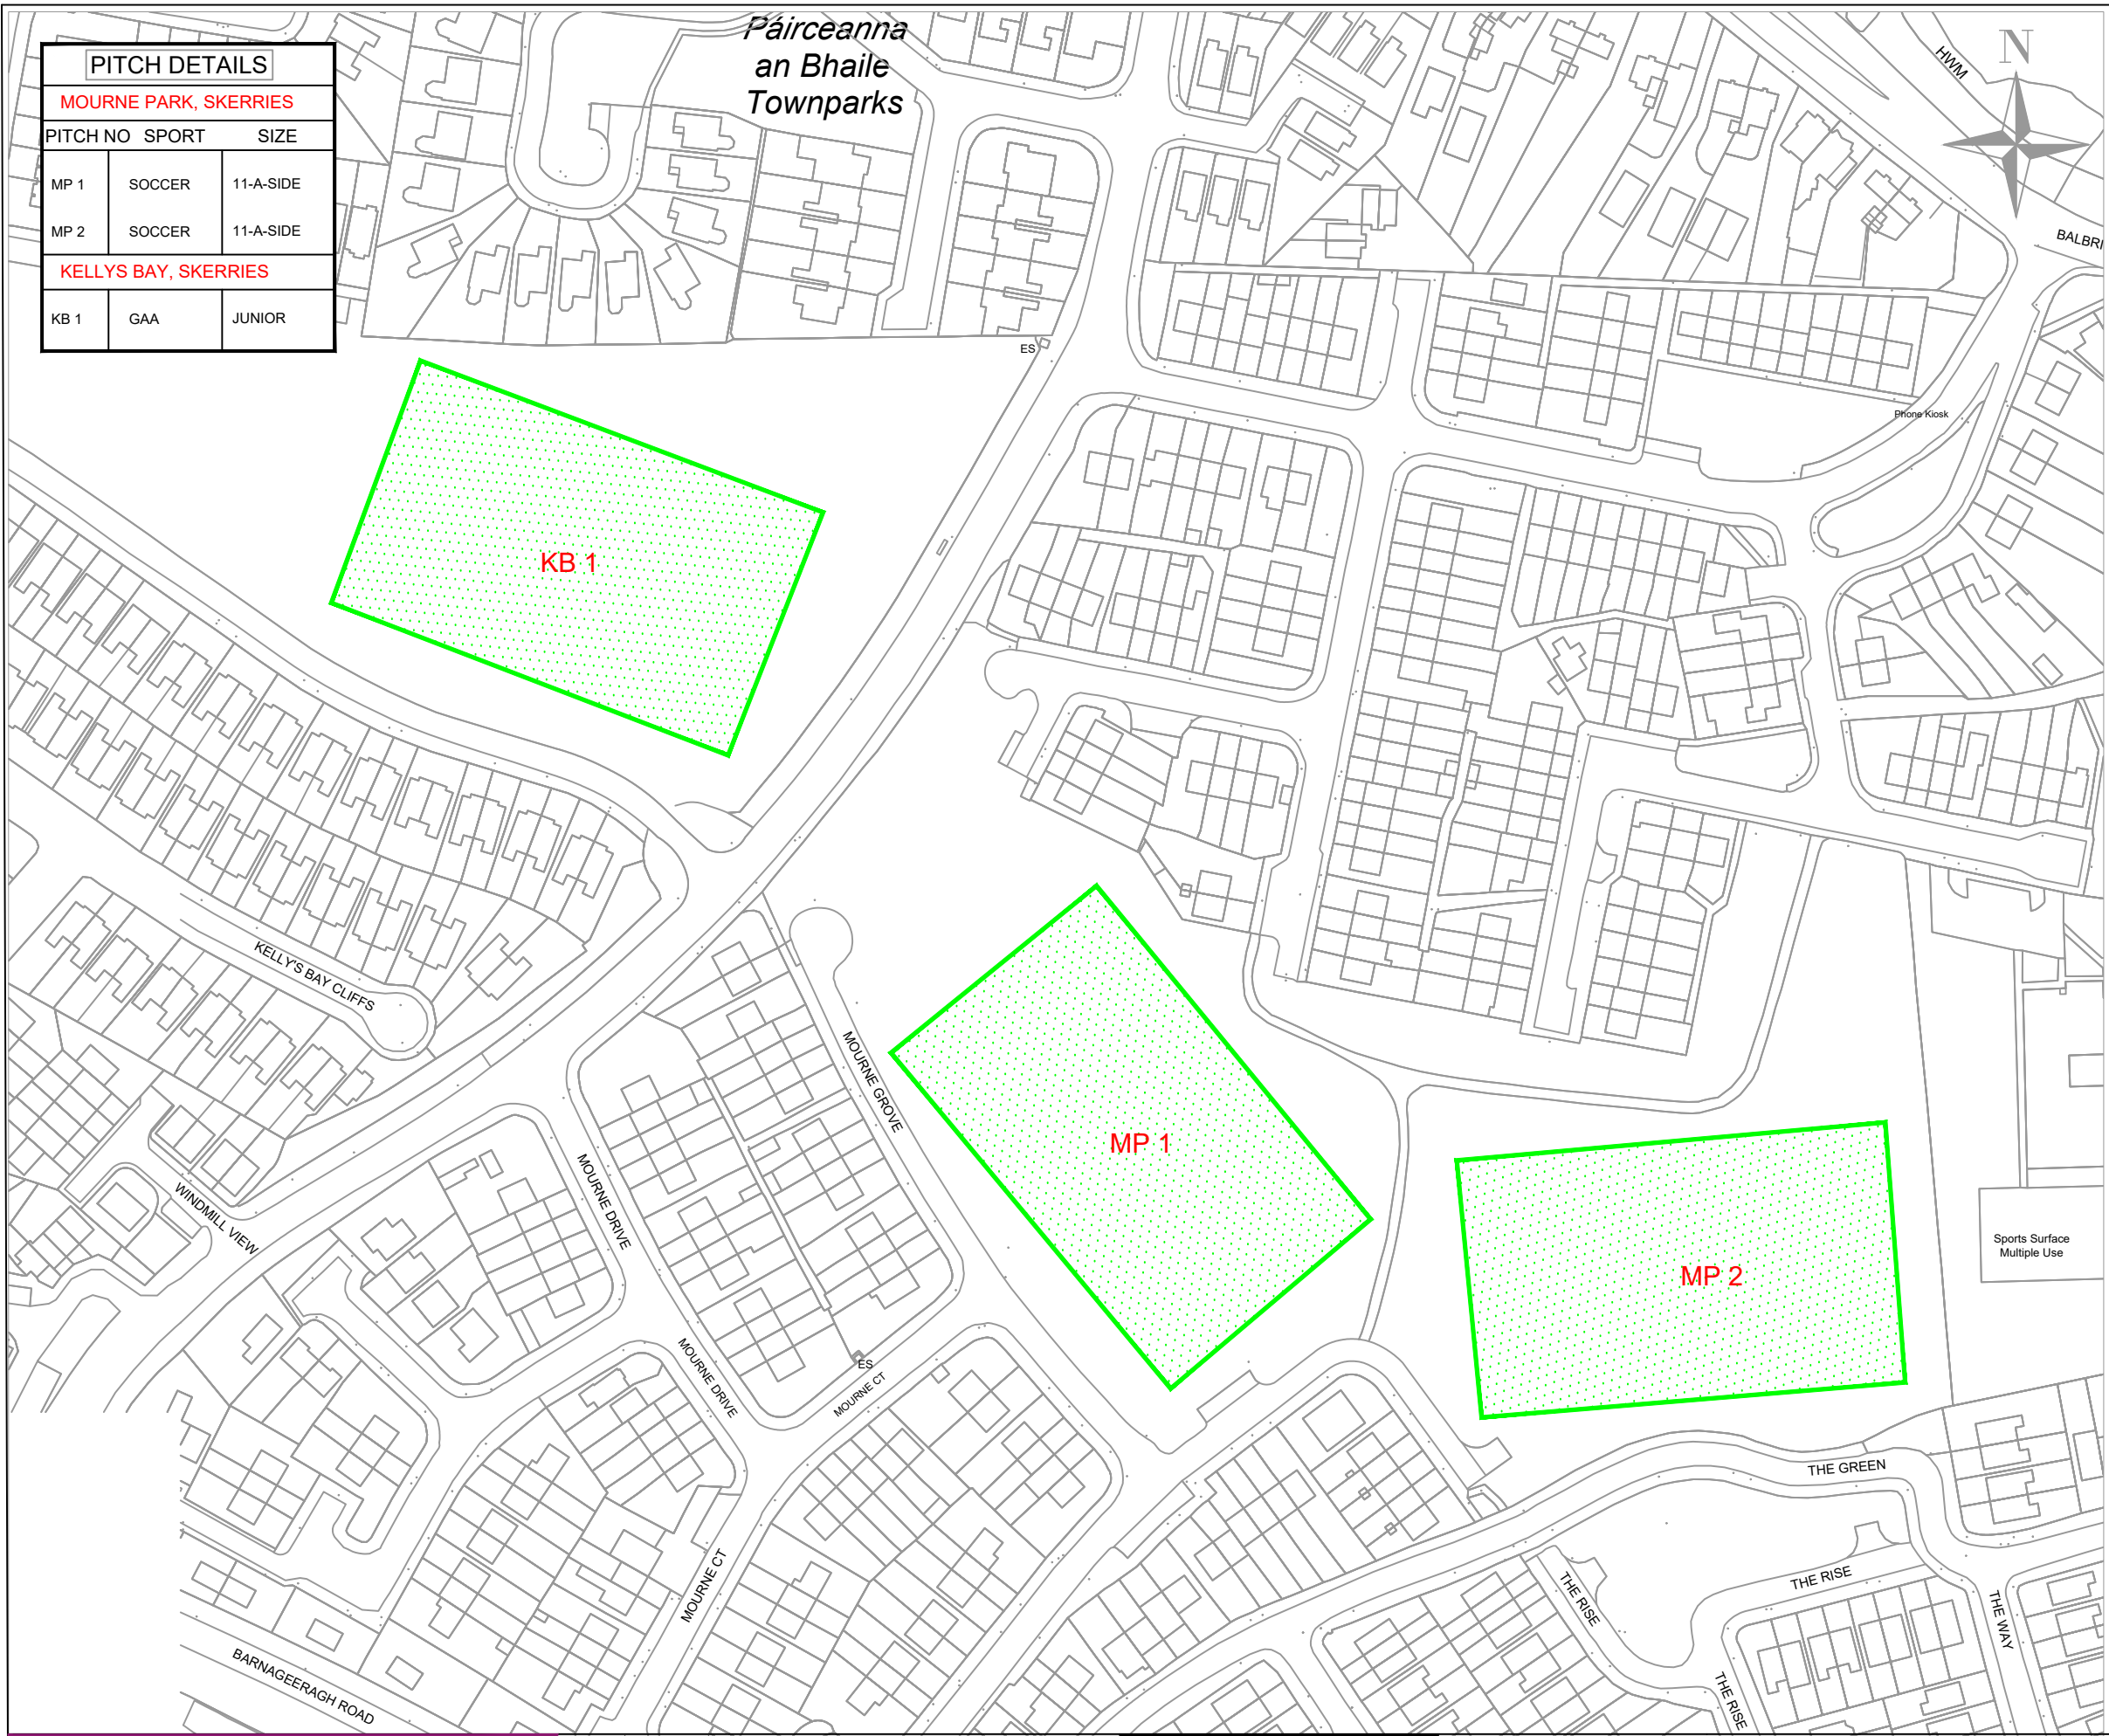 PITCH DETAILS
MOURNE PARK, SKERRIES
PITCH NO SPORT SIZE
MP 1 SOCCER 11-A-SIDE
MP 2 SOCCER 11-A-SIDE
KELLYS BAY, SKERRIES
KB 1 GAA JUNIOR
Páirceanna
an Bhaile
Townparks
HWM
N
BALBRI
ES
Phone Kiosk
KB 1
KELLY'S BAY CLIFFS
MOURNE GROVE
MP 1
MOURNE DRIVE
WINDMILL VIEW
Sports Surface
Multiple Use
MP 2
MOURNE DRIVE
ES
MOURNE CT
THE GREEN
MOURNE CT
THE RISE
THE RISE
THE WAY
BARNAGEERAGH ROAD
THE RISE